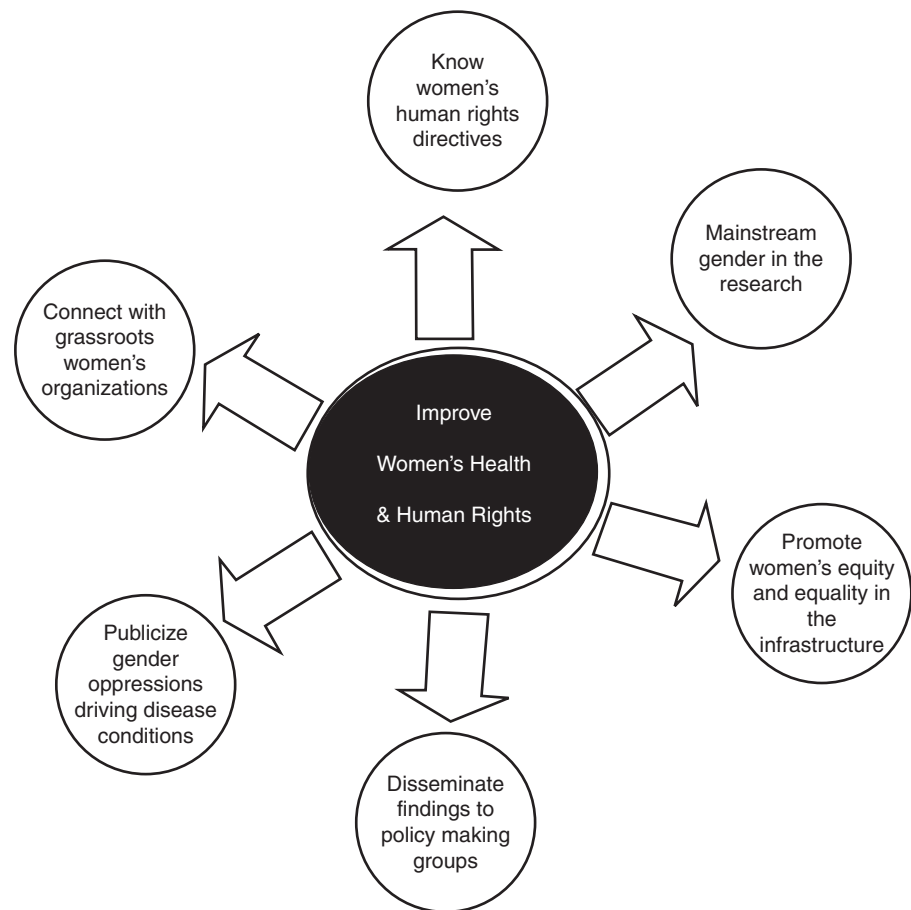 Know
women’s
human rights
directives
Mainstream
gender in the
research
Connect with
grassroots
women’s
organizations
Improve
Women’s Health
& Human Rights
Promote
women’s equity
and equality in
the
infrastructure
Publicize
gender
oppressions
driving disease
conditions
Disseminate
findings to
policy making
groups